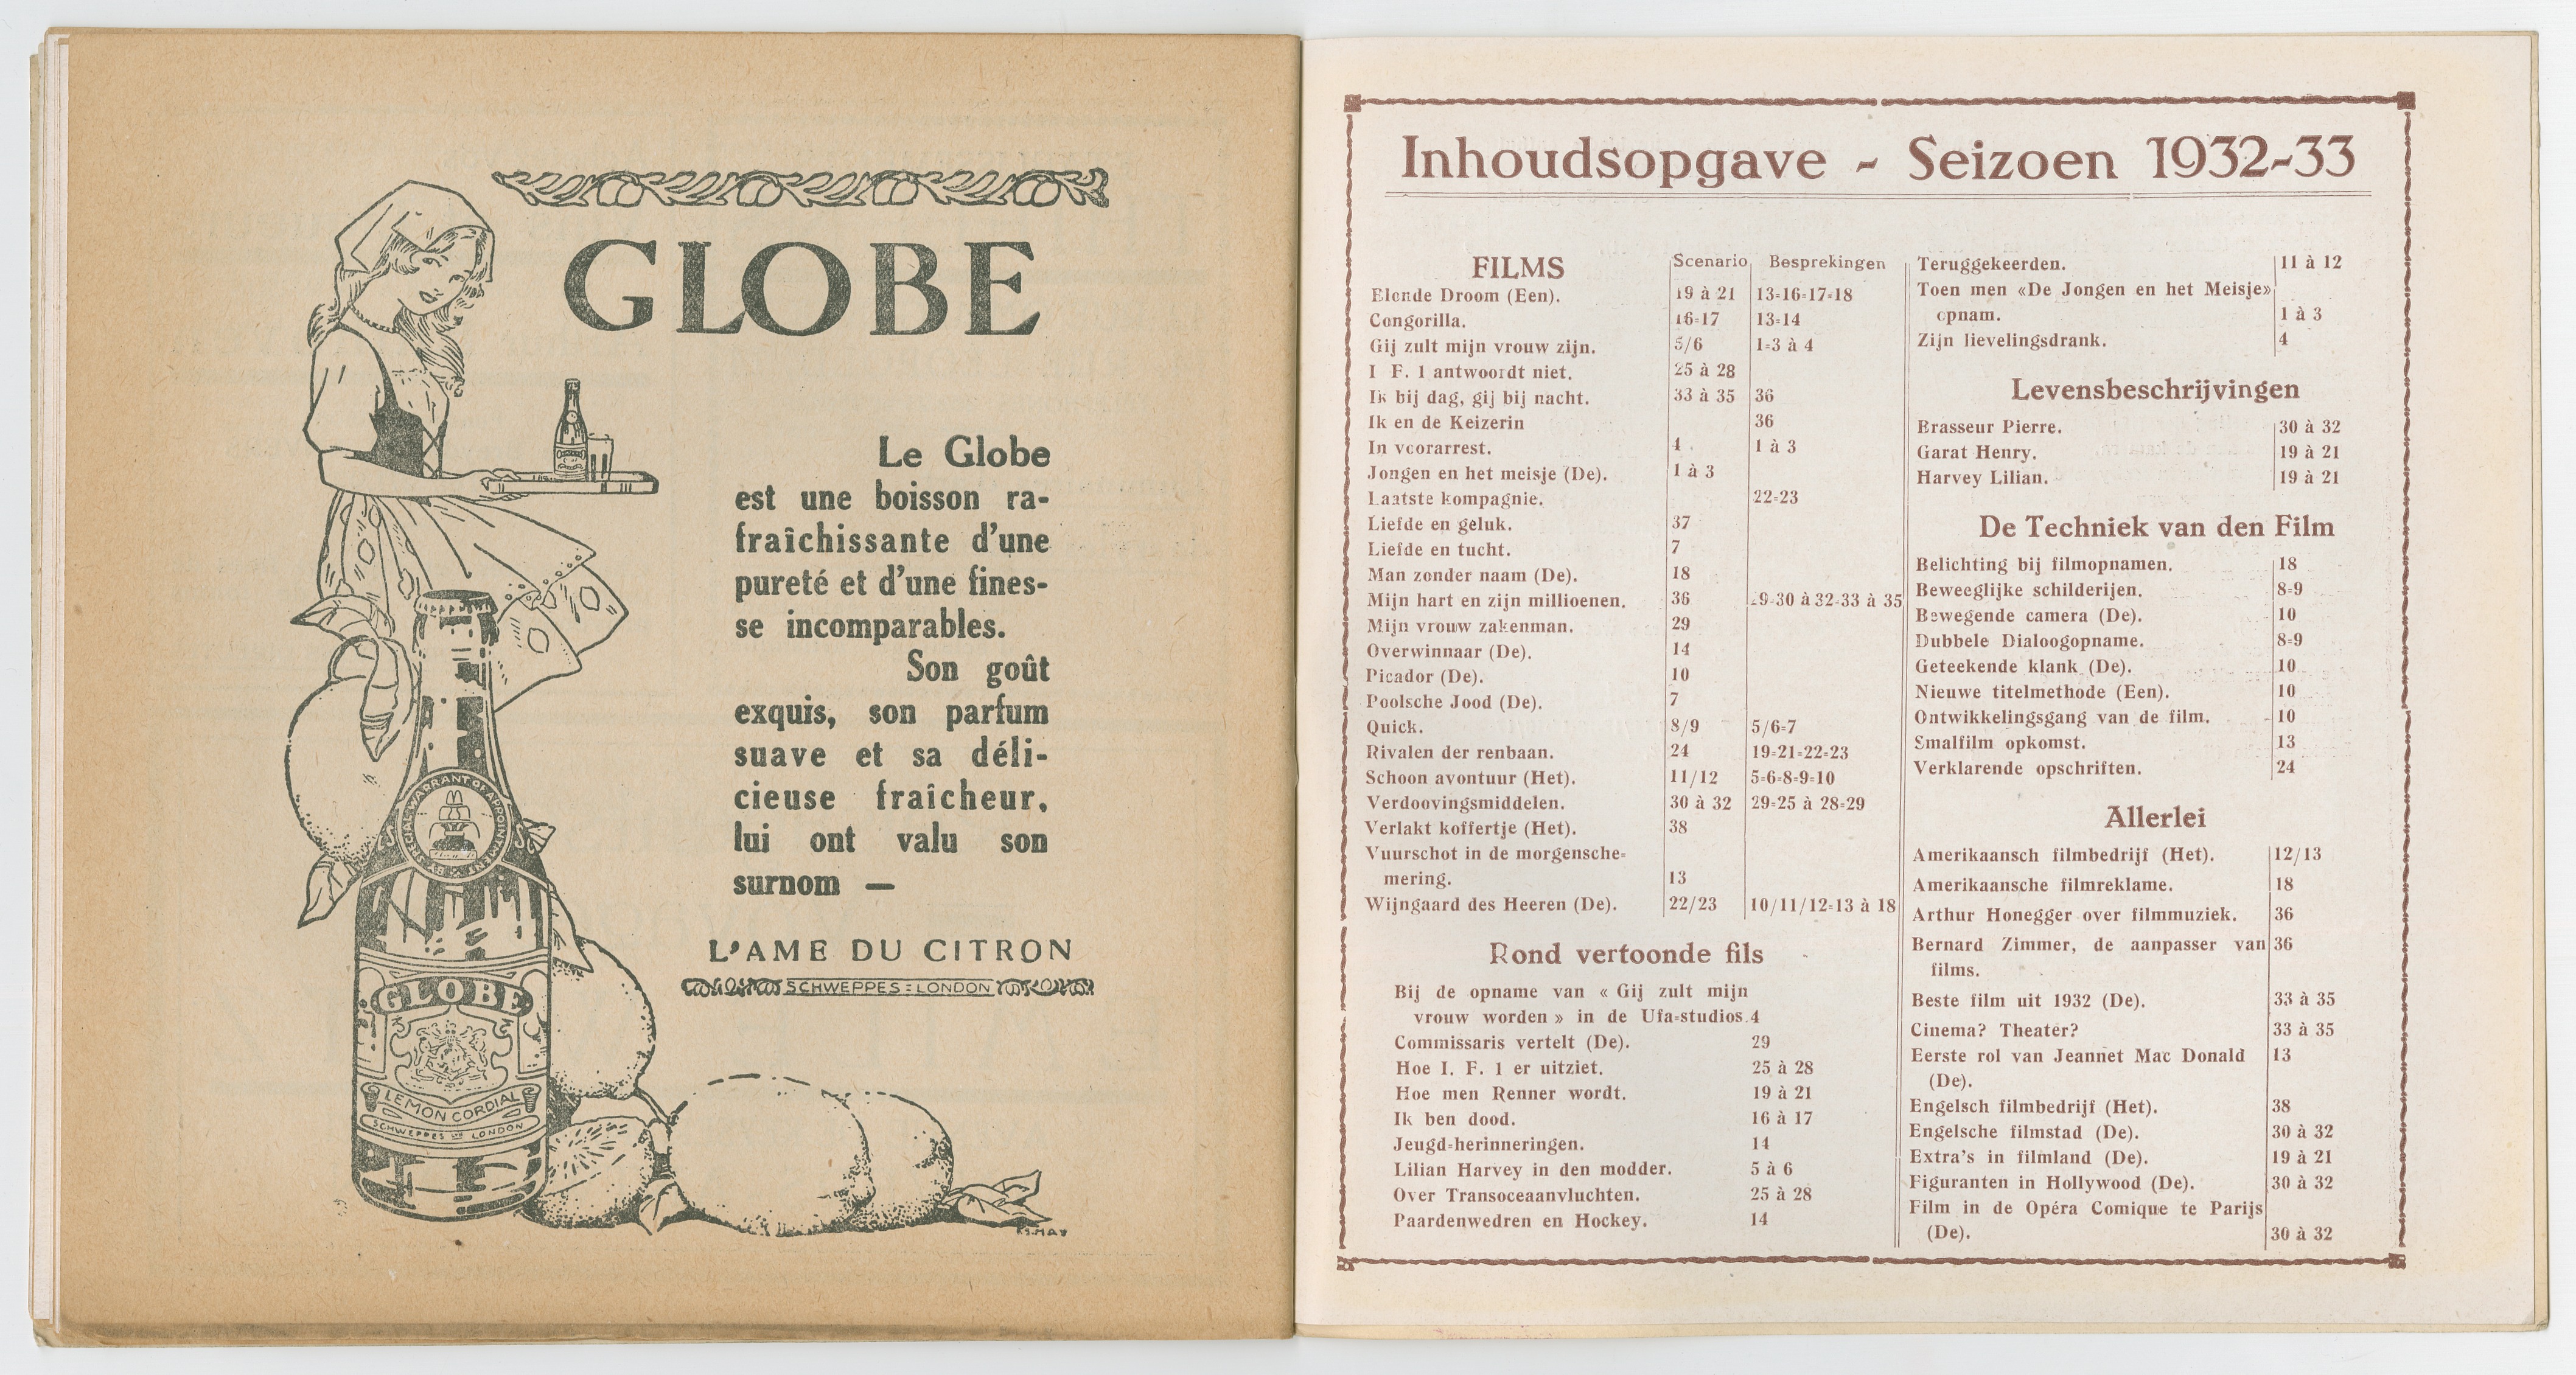 GLOBE
Le Globe
est une boisson ra-
fraîchissante d'une
pureté et d'une fines-
se incomparables.
Son goût
exquis, son parfum
suave et sa déli-
cieuse fraîcheur,
lui ont valu son
surnom —
L'AME DU CITRON
SCHWEPPES = LONDON
GLOBE
LEMON CORDIAL
SCHWEPPES LTD LONDON
Inhoudsopgave - Seizoen 1932-33
FILMS Scenario Besprekingen
Blonde Droom (Een). 19 à 21 13=16=17=18
Congorilla. 16=17 13=14
Gij zult mijn vrouw zijn. 5/6 1=3 à 4
I F. 1 antwoordt niet. 25 à 28
Ik bij dag, gij bij nacht. 33 à 35 36
Ik en de Keizerin 36
In voorarrest. 4 1 à 3
Jongen en het meisje (De). 1 à 3
Laatste kompagnie. 22=23
Liefde en geluk. 37
Liefde en tucht. 7
Man zonder naam (De). 18
Mijn hart en zijn millioenen. 36 9=30 à 32=33 à 35
Mijn vrouw zakenman. 29
Overwinnaar (De). 14
Picador (De). 10
Poolsche Jood (De). 7
Quick. 8/9 5/6=7
Rivalen der renbaan. 24 19=21=22=23
Schoon avontuur (Het). 11/12 5=6=8=9=10
Verdoovingsmiddelen. 30 à 32 29=25 à 28=29
Verlakt koffertje (Het). 38
Vuurschot in de morgensche=
mering. 13
Wijngaard des Heeren (De). 22/23 10/11/12=13 à 18
Rond vertoonde fils
Bij de opname van « Gij zult mijn
vrouw worden » in de Ufa=studios. 4
Commissaris vertelt (De). 29
Hoe I. F. 1 er uitziet. 25 à 28
Hoe men Renner wordt. 19 à 21
Ik ben dood. 16 à 17
Jeugd=herinneringen. 14
Lilian Harvey in den modder. 5 à 6
Over Transoceaanvluchten. 25 à 28
Paardenwedren en Hockey. 14
Teruggekeerden. 11 à 12
Toen men «De Jongen en het Meisje»
opnam. 1 à 3
Zijn lievelingsdrank. 4
Levensbeschrijvingen
Brasseur Pierre. 30 à 32
Garat Henry. 19 à 21
Harvey Lilian. 19 à 21
De Techniek van den Film
Belichting bij filmopnamen. 18
Beweeglijke schilderijen. 8=9
Bewegende camera (De). 10
Dubbele Dialoogopname. 8=9
Geteekende klank (De). 10
Nieuwe titelmethode (Een). 10
Ontwikkelingsgang van de film. 10
Smalfilm opkomst. 13
Verklarende opschriften. 24
Allerlei
Amerikaansch filmbedrijf (Het). 12/13
Amerikaansche filmreklame. 18
Arthur Honegger over filmmuziek. 36
Bernard Zimmer, de aanpasser van 36
films.
Beste film uit 1932 (De). 33 à 35
Cinema? Theater? 33 à 35
Eerste rol van Jeannet Mac Donald 13
(De).
Engelsch filmbedrijf (Het). 38
Engelsche filmstad (De). 30 à 32
Extra's in filmland (De). 19 à 21
Figuranten in Hollywood (De). 30 à 32
Film in de Opéra Comique te Parijs
(De). 30 à 32